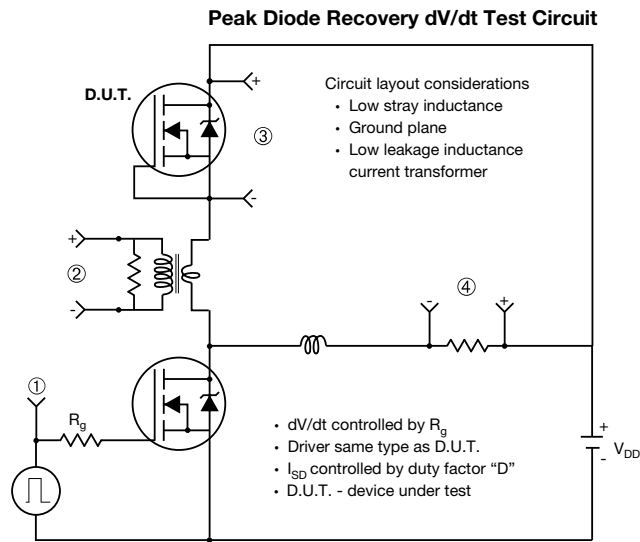 Peak Diode Recovery dV/dt Test Circuit
D.U.T.
+
Circuit layout considerations
• Low stray inductance
• Ground plane
• Low leakage inductance
current transformer
③
-
+
②
-
-
④
+
①
Rg
• dV/dt controlled by Rg
• Driver same type as D.U.T.
• ISD controlled by duty factor “D”
• D.U.T. - device under test
+
VDD
-